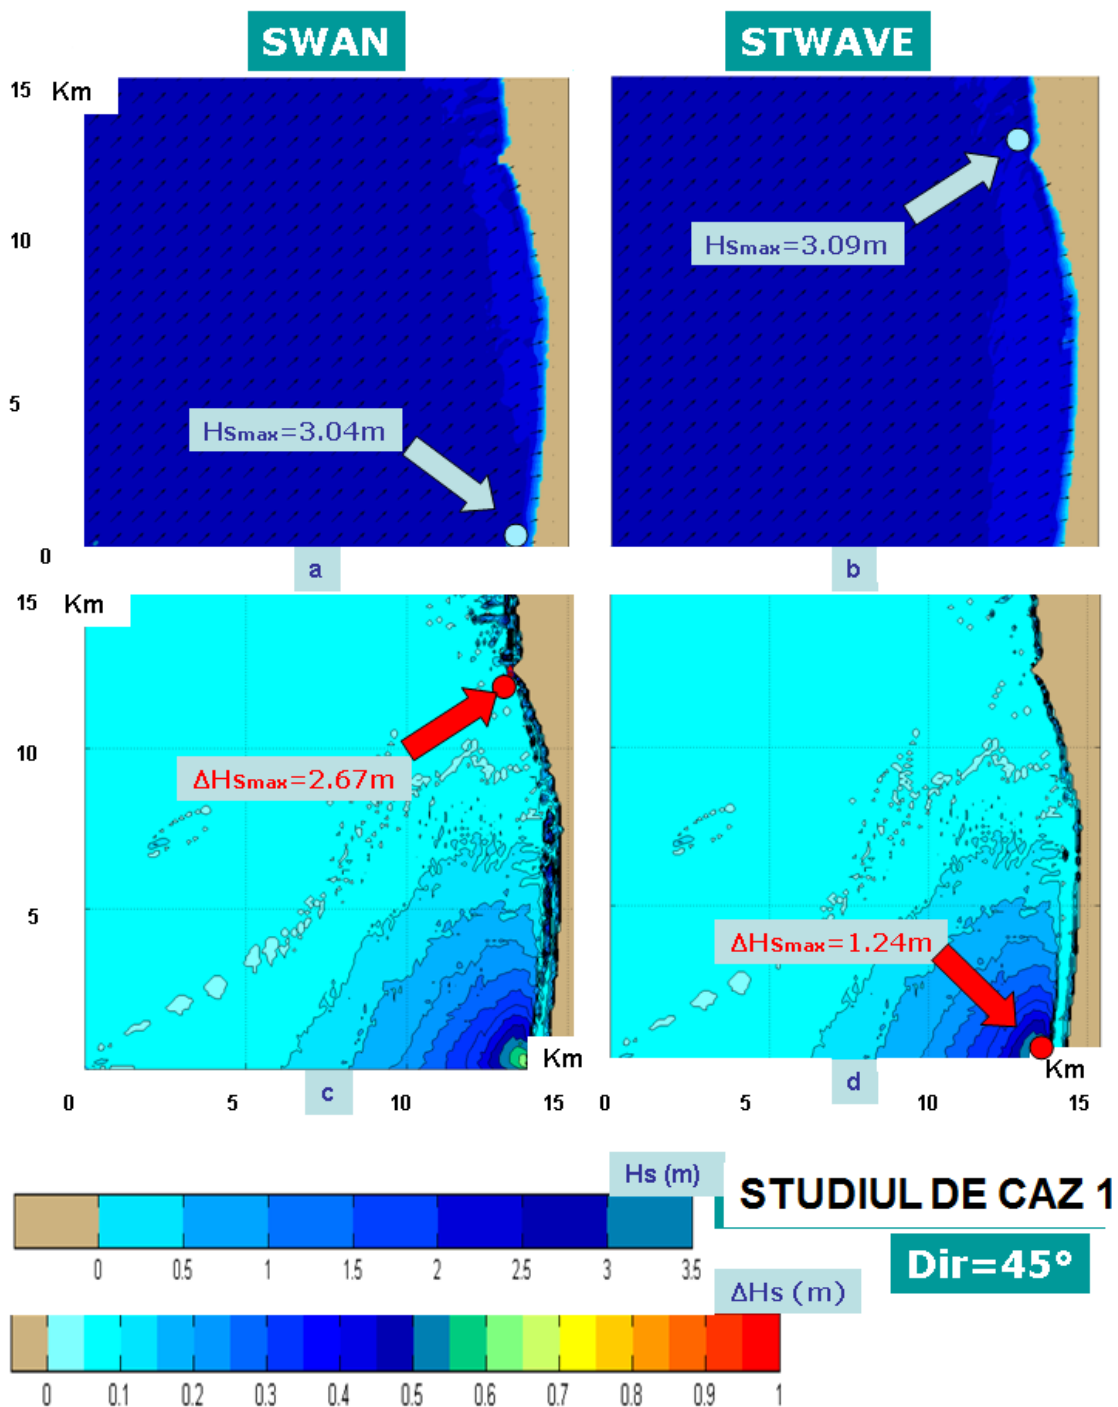 SWAN STWAVE
15 Km
Hsmax=3.09m
10
5
Hsmax=3.04m
0
a b
15 Km
10
ΔHsmax=2.67m
5
ΔHsmax=1.24m
Km Km
c d
0 5 10 15 0 5 10 15
Hs (m)
STUDIUL DE CAZ 1
0 0.5 1 1.5 2 2.5 3 3.5
Dir=45°
ΔHs (m)
0 0.1 0.2 0.3 0.4 0.5 0.6 0.7 0.8 0.9 1